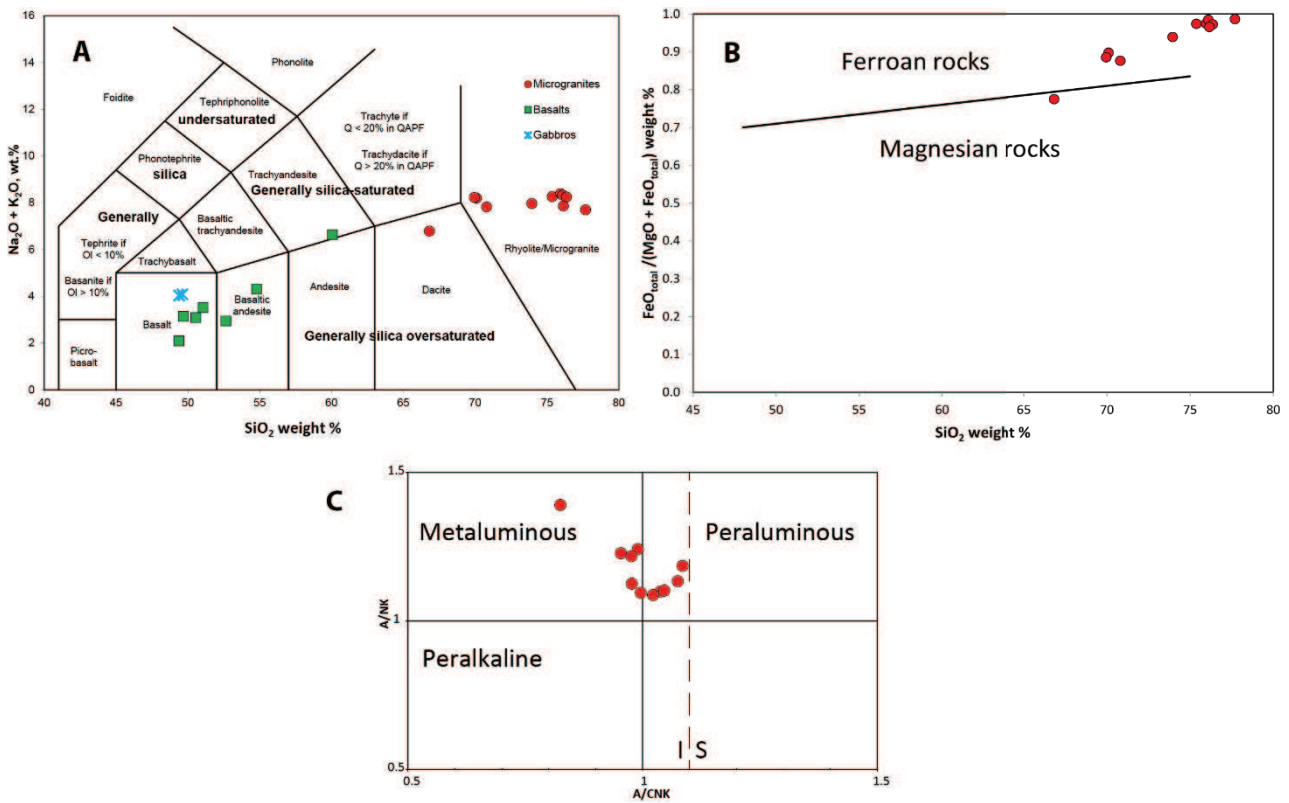 A
16
14
12
10
8
6
4
2
0
Na₂O + K₂O, wt.%
40
45
50
55
60
65
70
75
80
SiO₂ weight %
Foidite
Phonolite
Tephriphonolite
undersaturated
Phonotephrite
silica
Generally
Tephrite if
Ol < 10%
Basanite if
Ol > 10%
Picro-
basalt
Trachybasalt
Basaltic
trachyandesite
Trachyandesite
Generally silica-saturated
Trachyte if
Q < 20% in QAPF
Trachydacite if
Q > 20% in QAPF
Basalt
Basaltic
andesite
Andesite
Dacite
Generally silica oversaturated
Rhyolite/Microgranite
Microgranites
Basalts
Gabbros
B
1.0
0.9
0.8
0.7
0.6
0.5
0.4
0.3
0.2
0.1
0.0
FeO total /(MgO + FeO total) weight %
Ferroan rocks
Magnesian rocks
45
50
55
60
65
70
75
80
SiO₂ weight %
C
1.5
1
0.5
A/NK
Metaluminous
Peraluminous
Peralkaline
I S
0.5
1
1.5
A/CNK